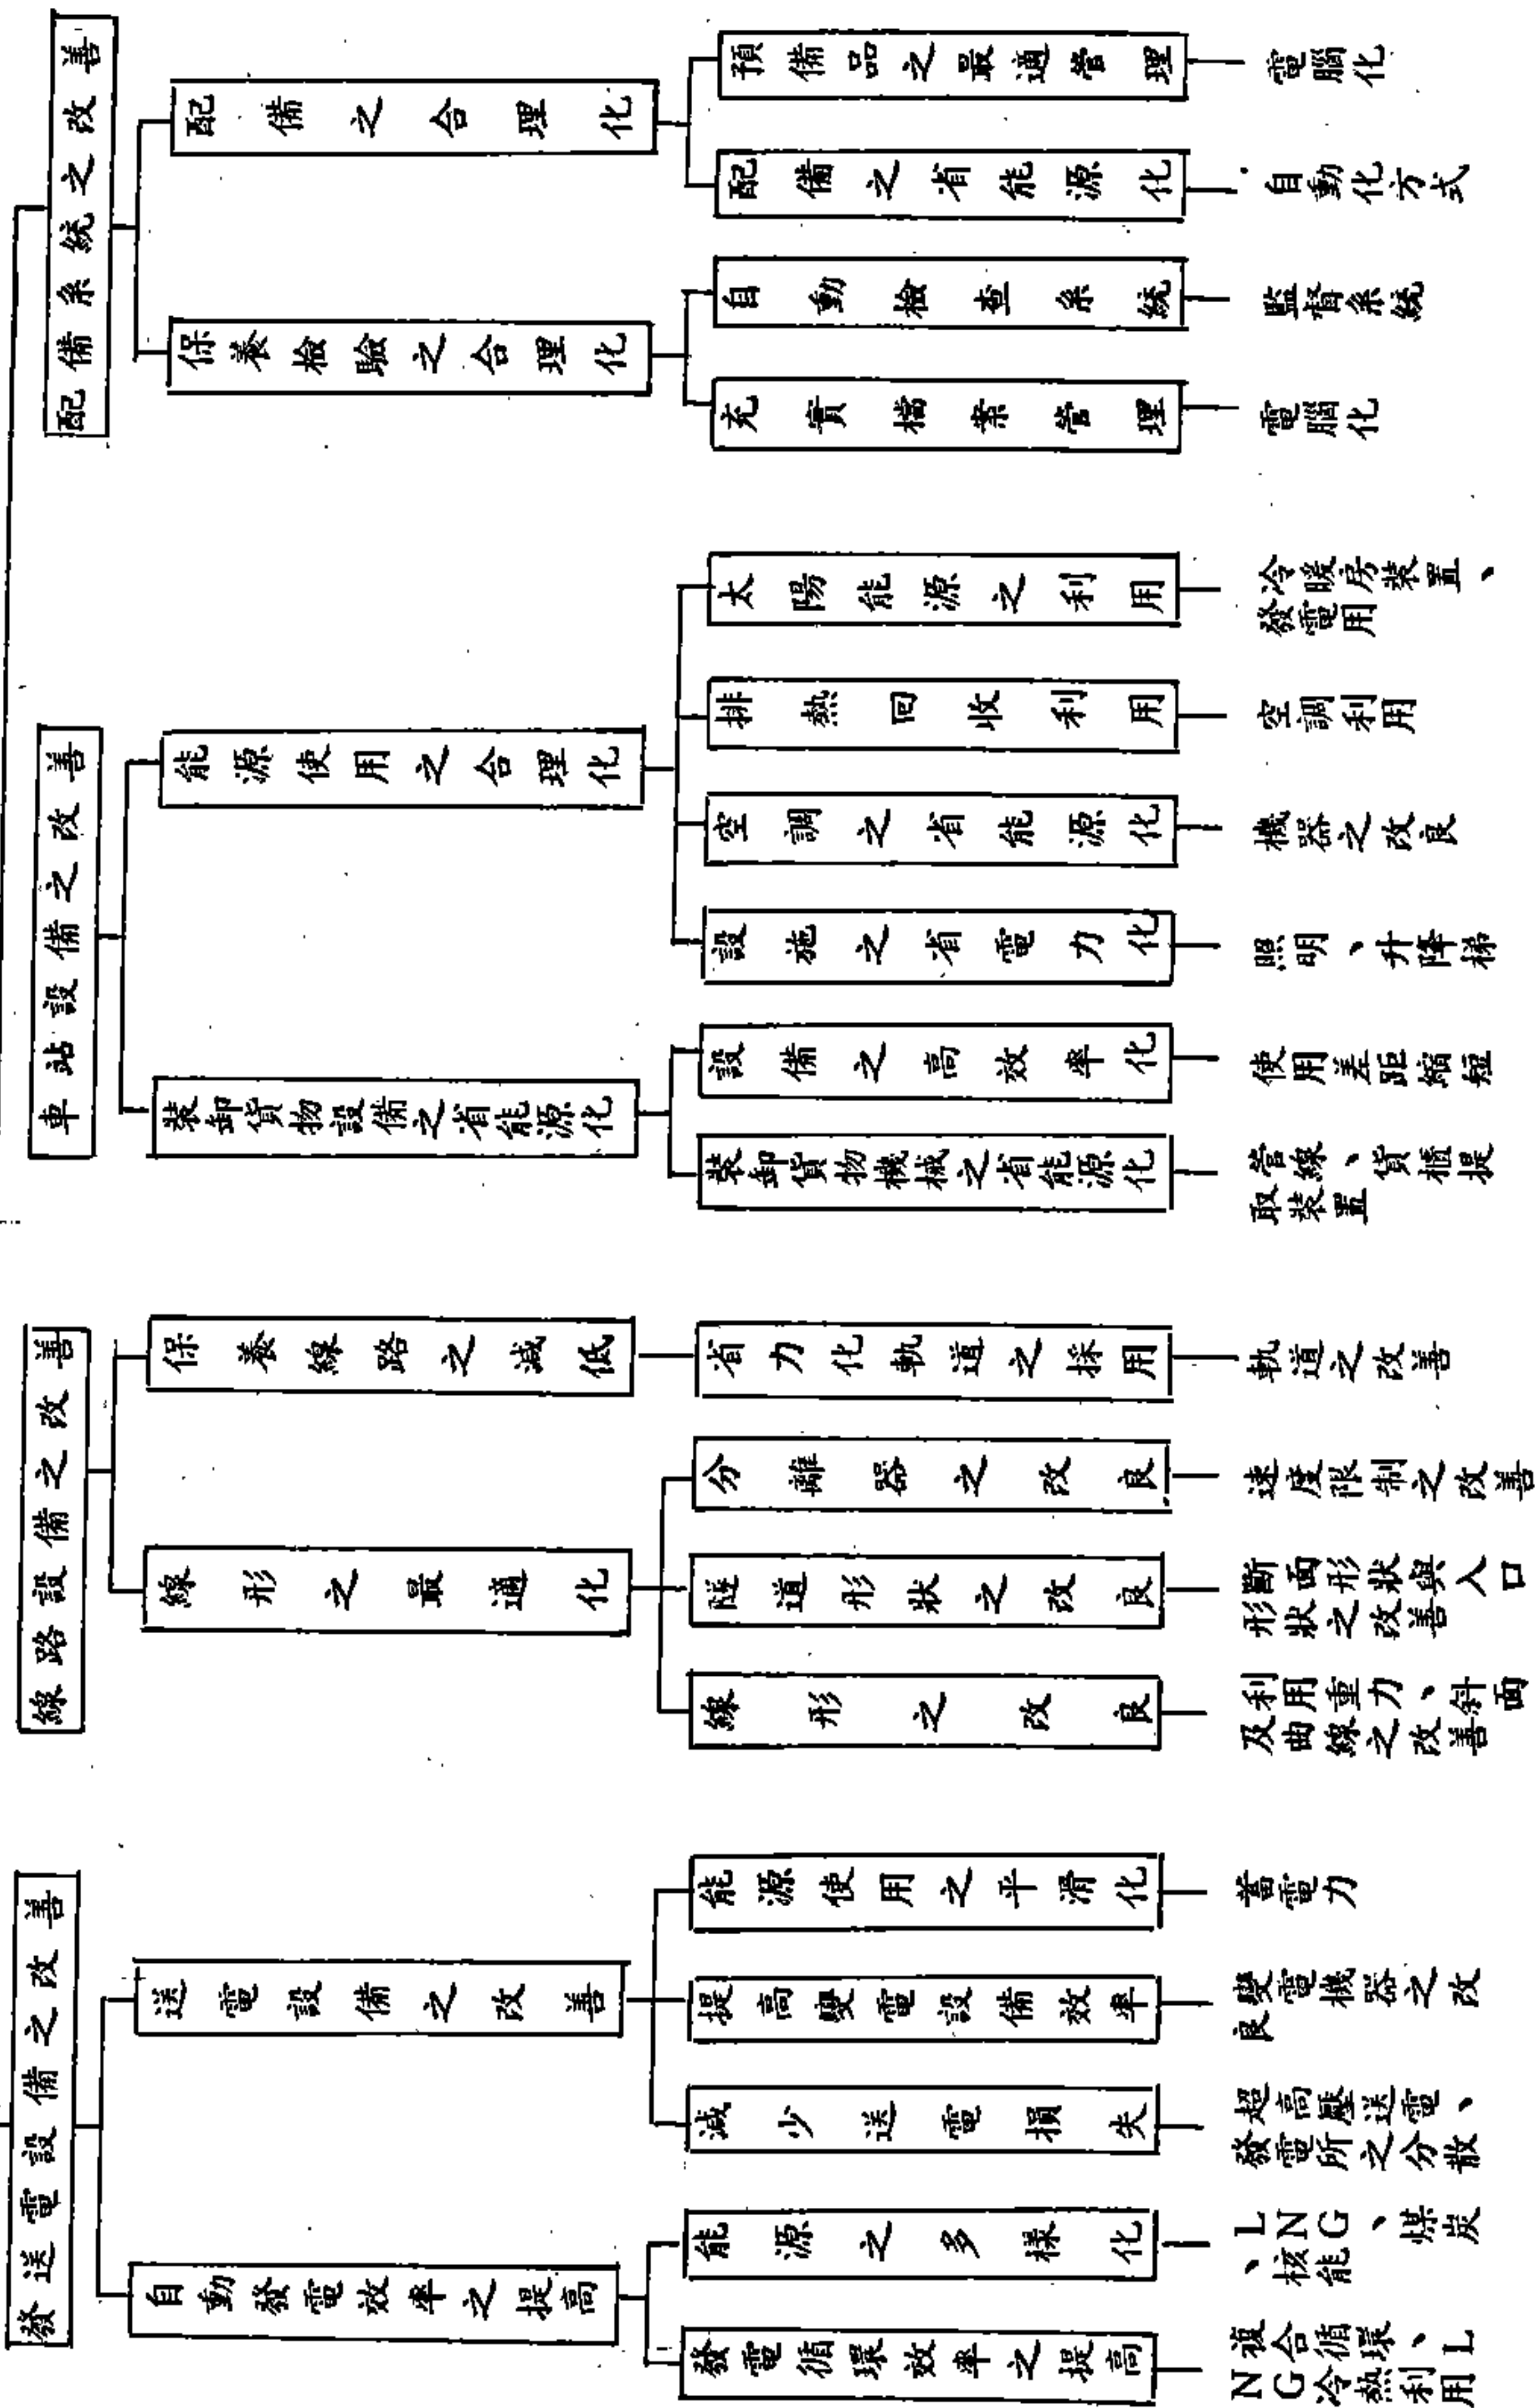 配備系統之改善
配備之合理化
預備品之最適管理
電腦化
配備之省能源化
自動化方式
保養檢驗之合理化
自動檢查系統
監督系統
充實檔案管理
電腦化
車站設備之改善
能源使用之合理化
太陽能源之利用
冷暖房裝置、
發電用
排熱回收利用
空調利用
空調之省能源化
機器之改良
設施之省電力化
照明、升降梯
裝卸貨物設備之省能源化
設備之高效率化
使用差距縮短
裝卸貨物機械之省能源化
管線、貨櫃提
取裝置
線路設備之改善
保養線路之減低
省力化軌道之採用
軌道之改善
線形之最適化
分離器之改良
速度限制之改善
隧道形狀之改良
斷面形狀與入口
形狀之改善
線形之改良
利用重力、斜面
及曲線之改善
發送電設備之改善
送電設備之改善
能源使用之平滑化
蓄電力
提高變電設備效率
變電機器之改
良
減少送電損失
超高壓送電、
發電所之分散
自動發電效率之提高
能源之多樣化
LNG、煤炭
、核能
發電循環效率之提高
複合循環、L
NG冷熱利用